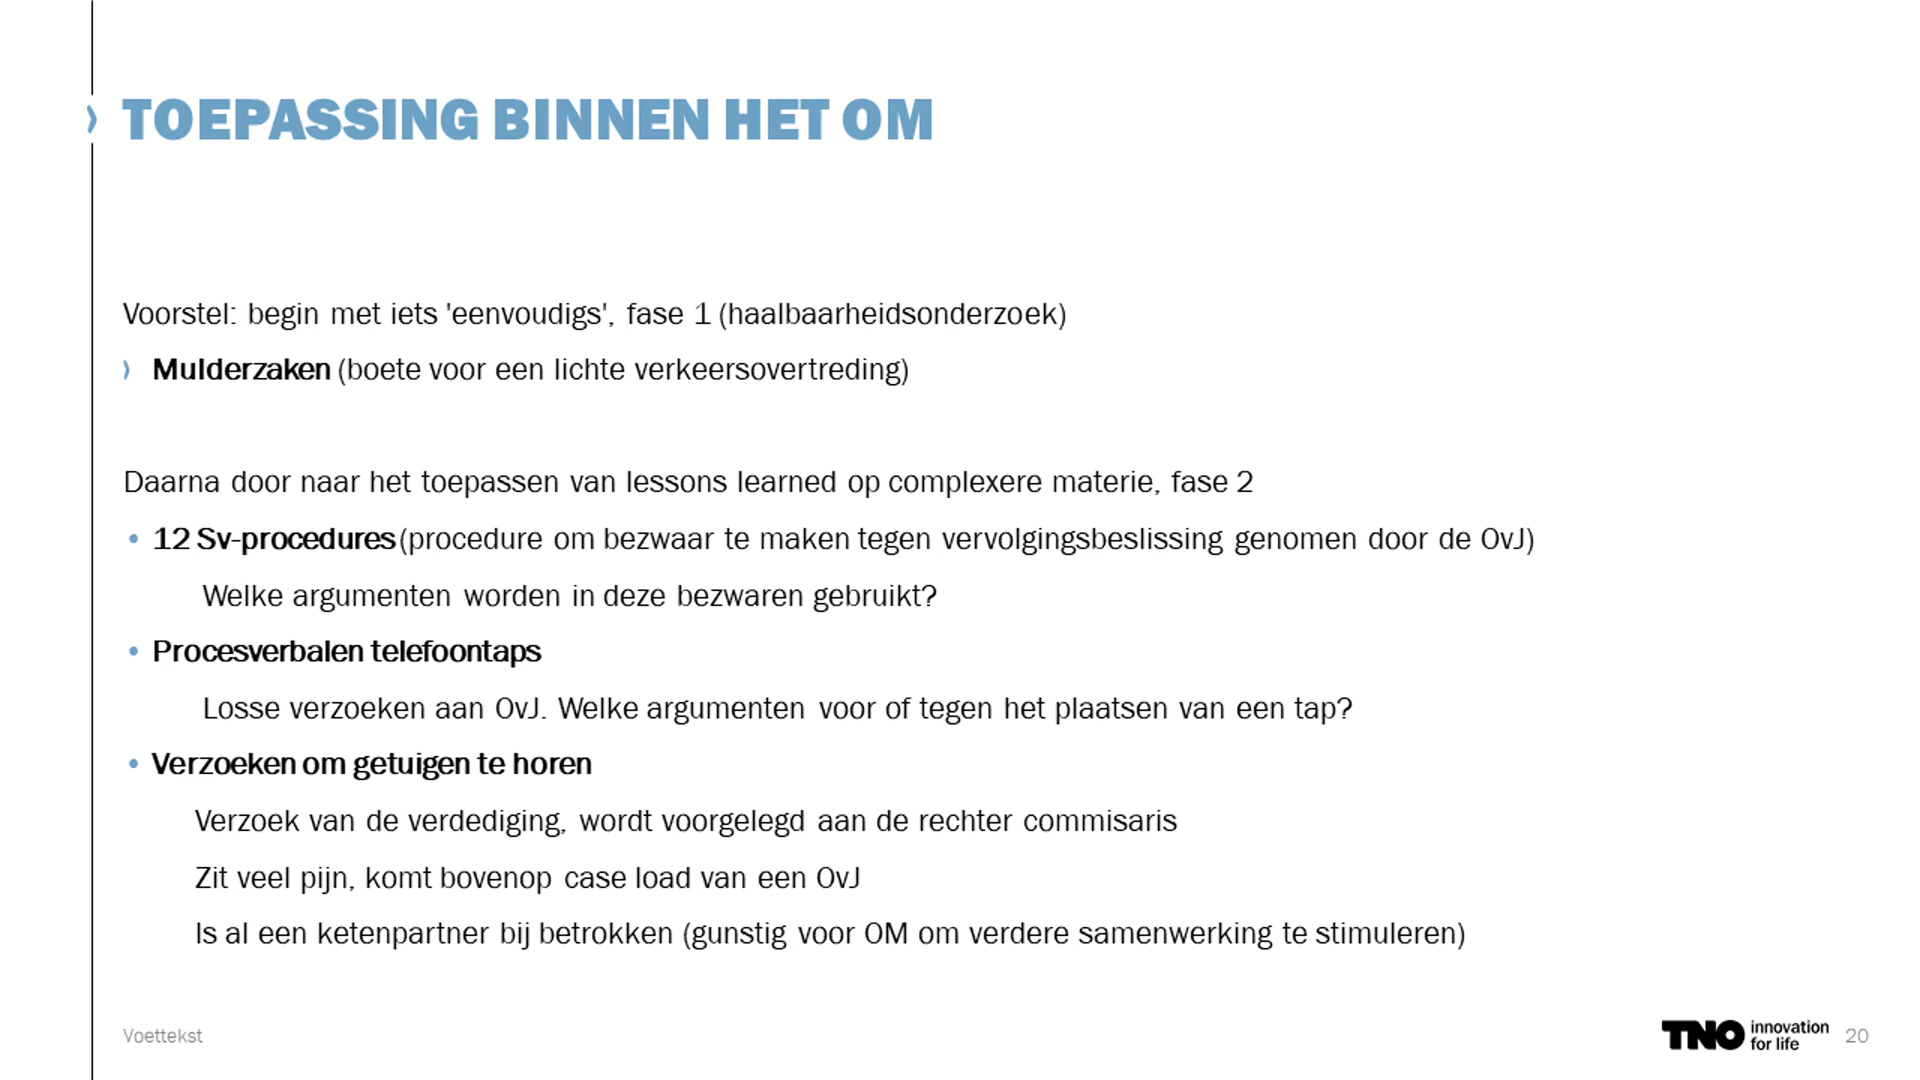 TOEPASSING BINNEN HET OM
Voorstel: begin met iets 'eenvoudigs', fase 1 (haalbaarheidsonderzoek)
Mulderzaken (boete voor een lichte verkeersovertreding)
Daarna door naar het toepassen van lessons learned op complexere materie, fase 2
• 12 Sv-procedures (procedure om bezwaar te maken tegen vervolgingsbeslissing genomen door de OvJ)
Welke argumenten worden in deze bezwaren gebruikt?
• Procesverbalen telefoontaps
Losse verzoeken aan OvJ. Welke argumenten voor of tegen het plaatsen van een tap?
• Verzoeken om getuigen te horen
Verzoek van de verdediging, wordt voorgelegd aan de rechter commisaris
Zit veel pijn, komt bovenop case load van een OvJ
Is al een ketenpartner bij betrokken (gunstig voor OM om verdere samenwerking te stimuleren)
Voettekst
TNO innovation
for life
20